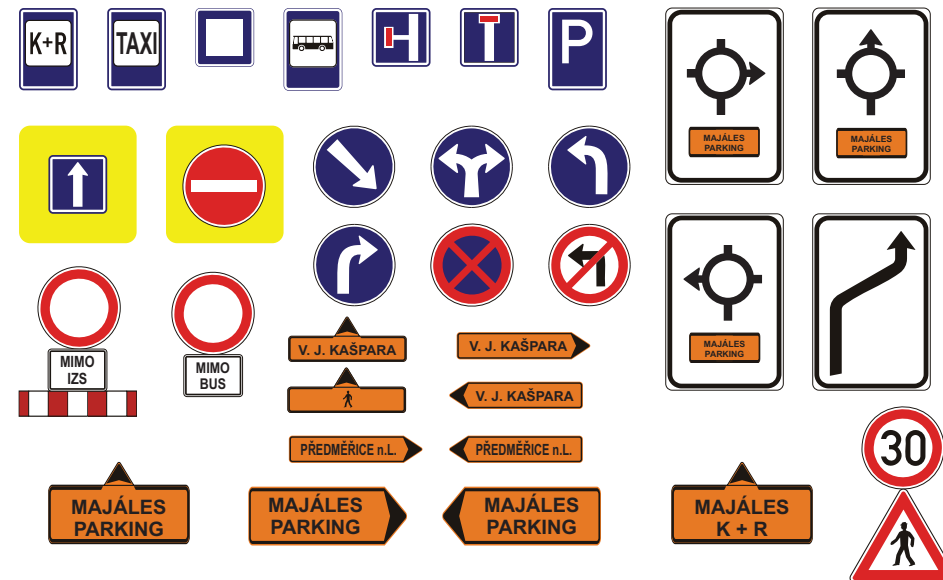 K+R
TAXI
P
MAJÁLES
PARKING
MAJÁLES
PARKING
MAJÁLES
PARKING
MIMO
IZS
MIMO
BUS
V. J. KAŠPARA
V. J. KAŠPARA
V. J. KAŠPARA
PŘEDMĚŘICE n.L.
PŘEDMĚŘICE n.L.
30
MAJÁLES
PARKING
MAJÁLES
PARKING
MAJÁLES
PARKING
MAJÁLES
K + R